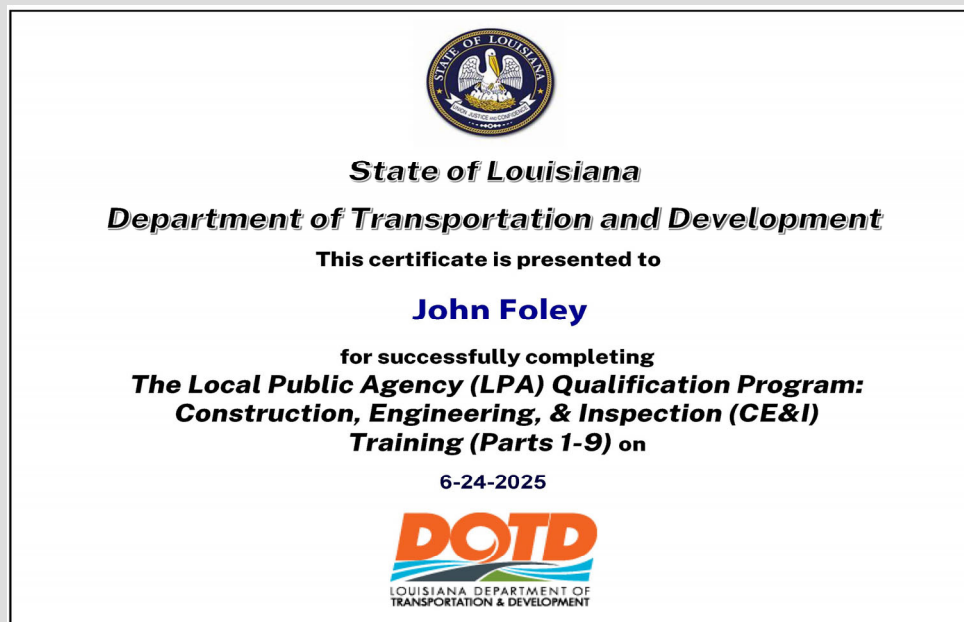 STATE OF LOUISIANA
UNION JUSTICE AND CONFIDENCE
State of Louisiana
Department of Transportation and Development
This certificate is presented to
John Foley
for successfully completing
The Local Public Agency (LPA) Qualification Program:
Construction, Engineering, & Inspection (CE&I)
Training (Parts 1-9) on
6-24-2025
DOTD
LOUISIANA DEPARTMENT OF
TRANSPORTATION & DEVELOPMENT